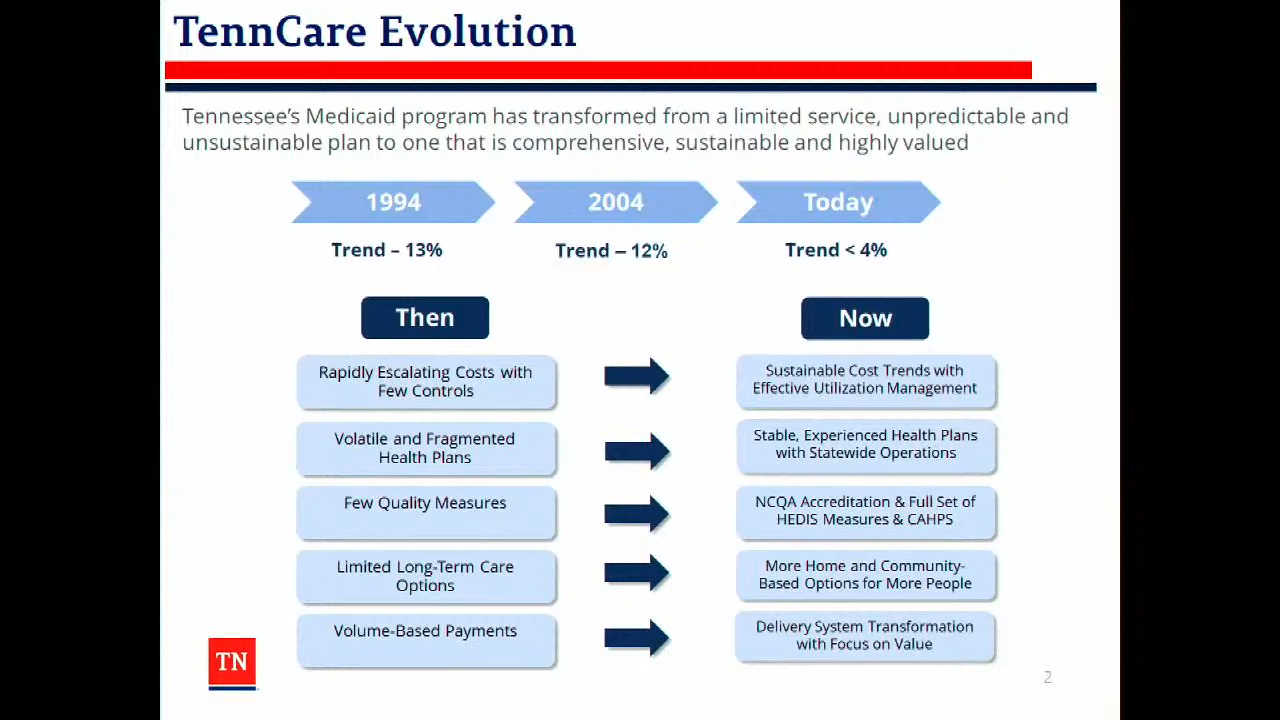 TennCare Evolution
Tennessee’s Medicaid program has transformed from a limited service, unpredictable and
unsustainable plan to one that is comprehensive, sustainable and highly valued
1994
2004
Today
Trend – 13%
Trend – 12%
Trend < 4%
Then
Now
Rapidly Escalating Costs with
Few Controls
Sustainable Cost Trends with
Effective Utilization Management
Volatile and Fragmented
Health Plans
Stable, Experienced Health Plans
with Statewide Operations
Few Quality Measures
NCQA Accreditation & Full Set of
HEDIS Measures & CAHPS
Limited Long-Term Care
Options
More Home and Community-
Based Options for More People
Volume-Based Payments
Delivery System Transformation
with Focus on Value
TN
2